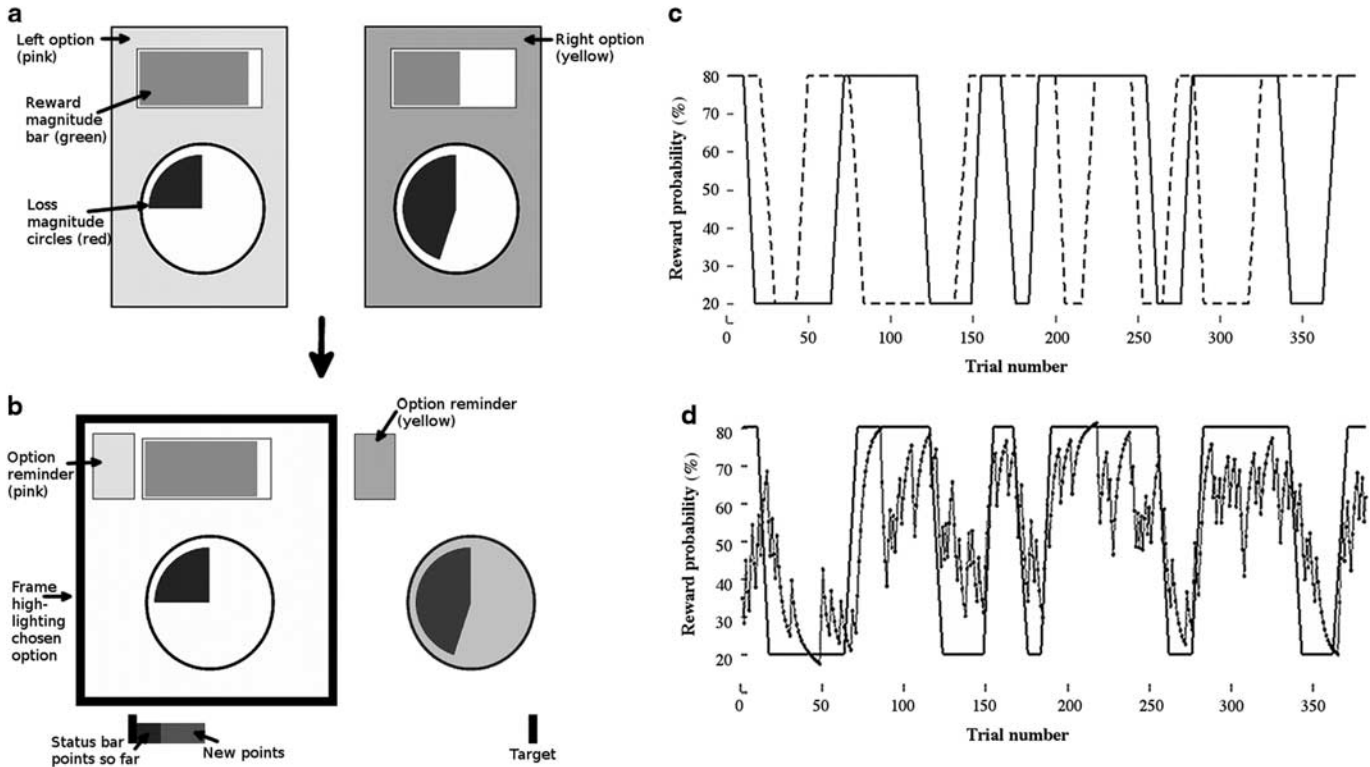 a
Left option
(pink)
Right option
(yellow)
Reward
magnitude
bar (green)
Loss
magnitude
circles (red)
b
Option reminder
(yellow)
Option
reminder
(pink)
Frame
high-
lighting
chosen
option
Status bar
points so far
New points
Target
c
Reward probability (%)
80
70
60
50
40
30
20
0 50 100 150 200 250 300 350
Trial number
d
Reward probability (%)
80
70
60
50
40
30
20
0 50 100 150 200 250 300 350
Trial number